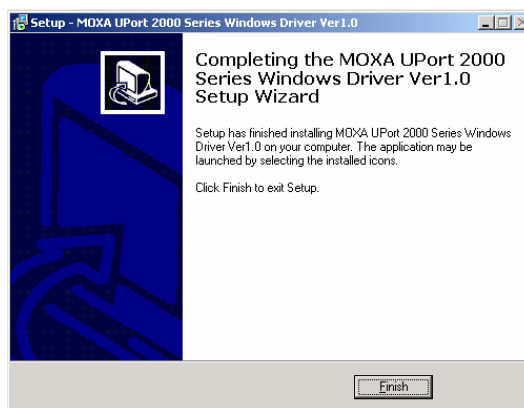 Setup - MOXA UPort 2000 Series Windows Driver Ver1.0
Completing the MOXA UPort 2000
Series Windows Driver Ver1.0
Setup Wizard
Setup has finished installing MOXA UPort 2000 Series Windows
Driver Ver1.0 on your computer. The application may be
launched by selecting the installed icons.
Click Finish to exit Setup.
Finish